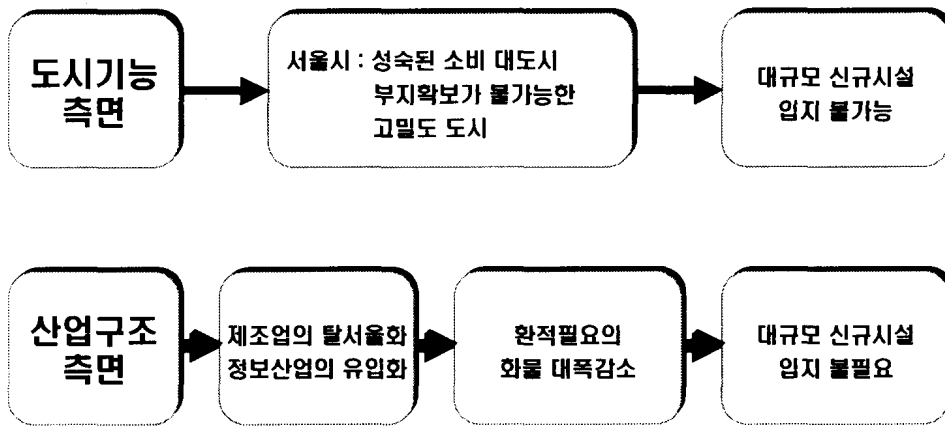 도시기능
측면
서울시 : 성숙된 소비 대도시
부지확보가 불가능한
고밀도 도시
대규모 신규시설
입지 불가능
산업구조
측면
제조업의 탈서울화
정보산업의 유입화
환적필요의
화물 대폭감소
대규모 신규시설
입지 불필요